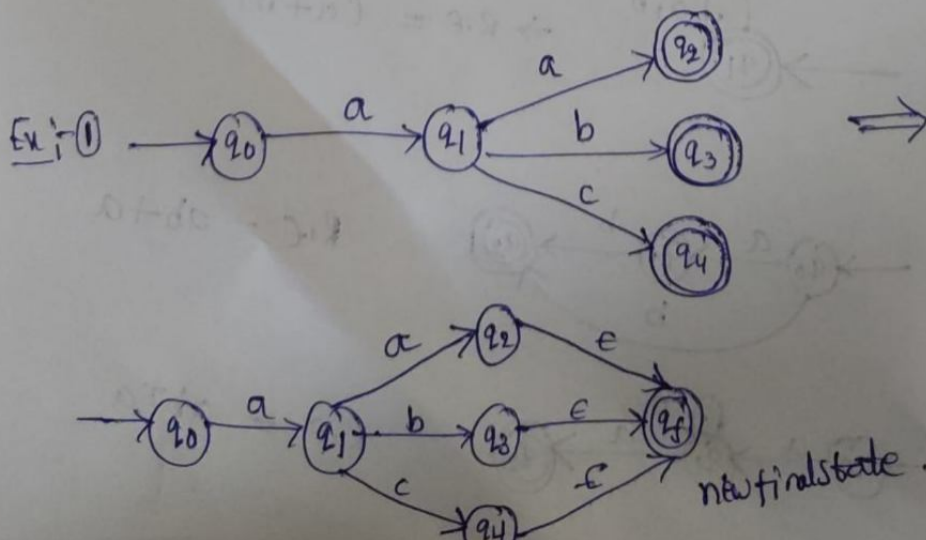 Ex:-① q0 a q1 a q2
b q3
c q4
q0 a q1 a q2 ϵ
b q3 ϵ qf
c q4 ϵ
new final state.